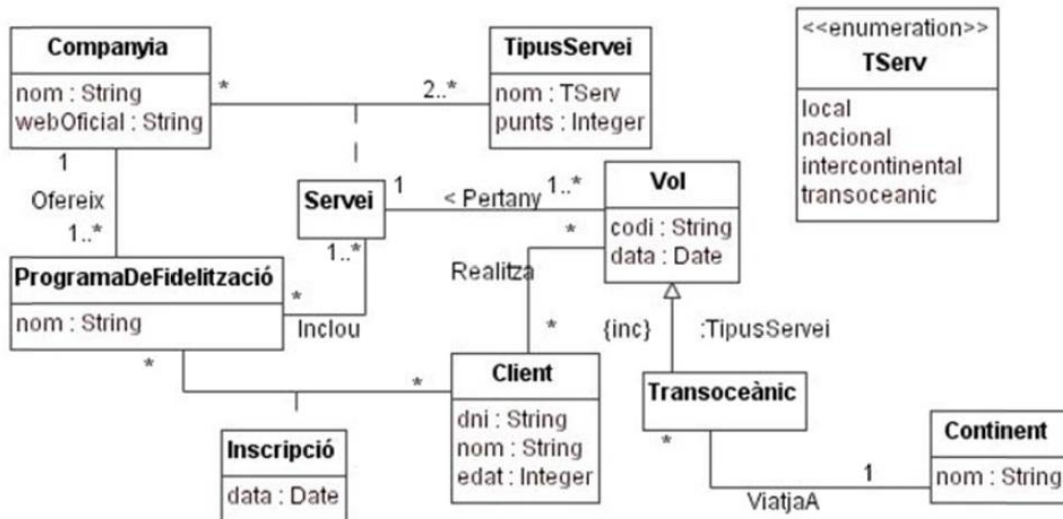 Companyia
nom : String
webOficial : String
*
2..*
TipusServei
nom : TServ
punts : Integer
<<enumeration>>
TServ
local
nacional
intercontinental
transoceanic
1
Ofereix
1..*
Servei
1
< Pertany
1..*
Vol
codi : String
data : Date
ProgramaDeFidelització
nom : String
*
1..*
Inclou
*
Realitza
*
{inc}
:TipusServei
*
*
Client
dni : String
nom : String
edat : Integer
Inscripció
data : Date
Transoceànic
*
ViatjaA
1
Continent
nom : String